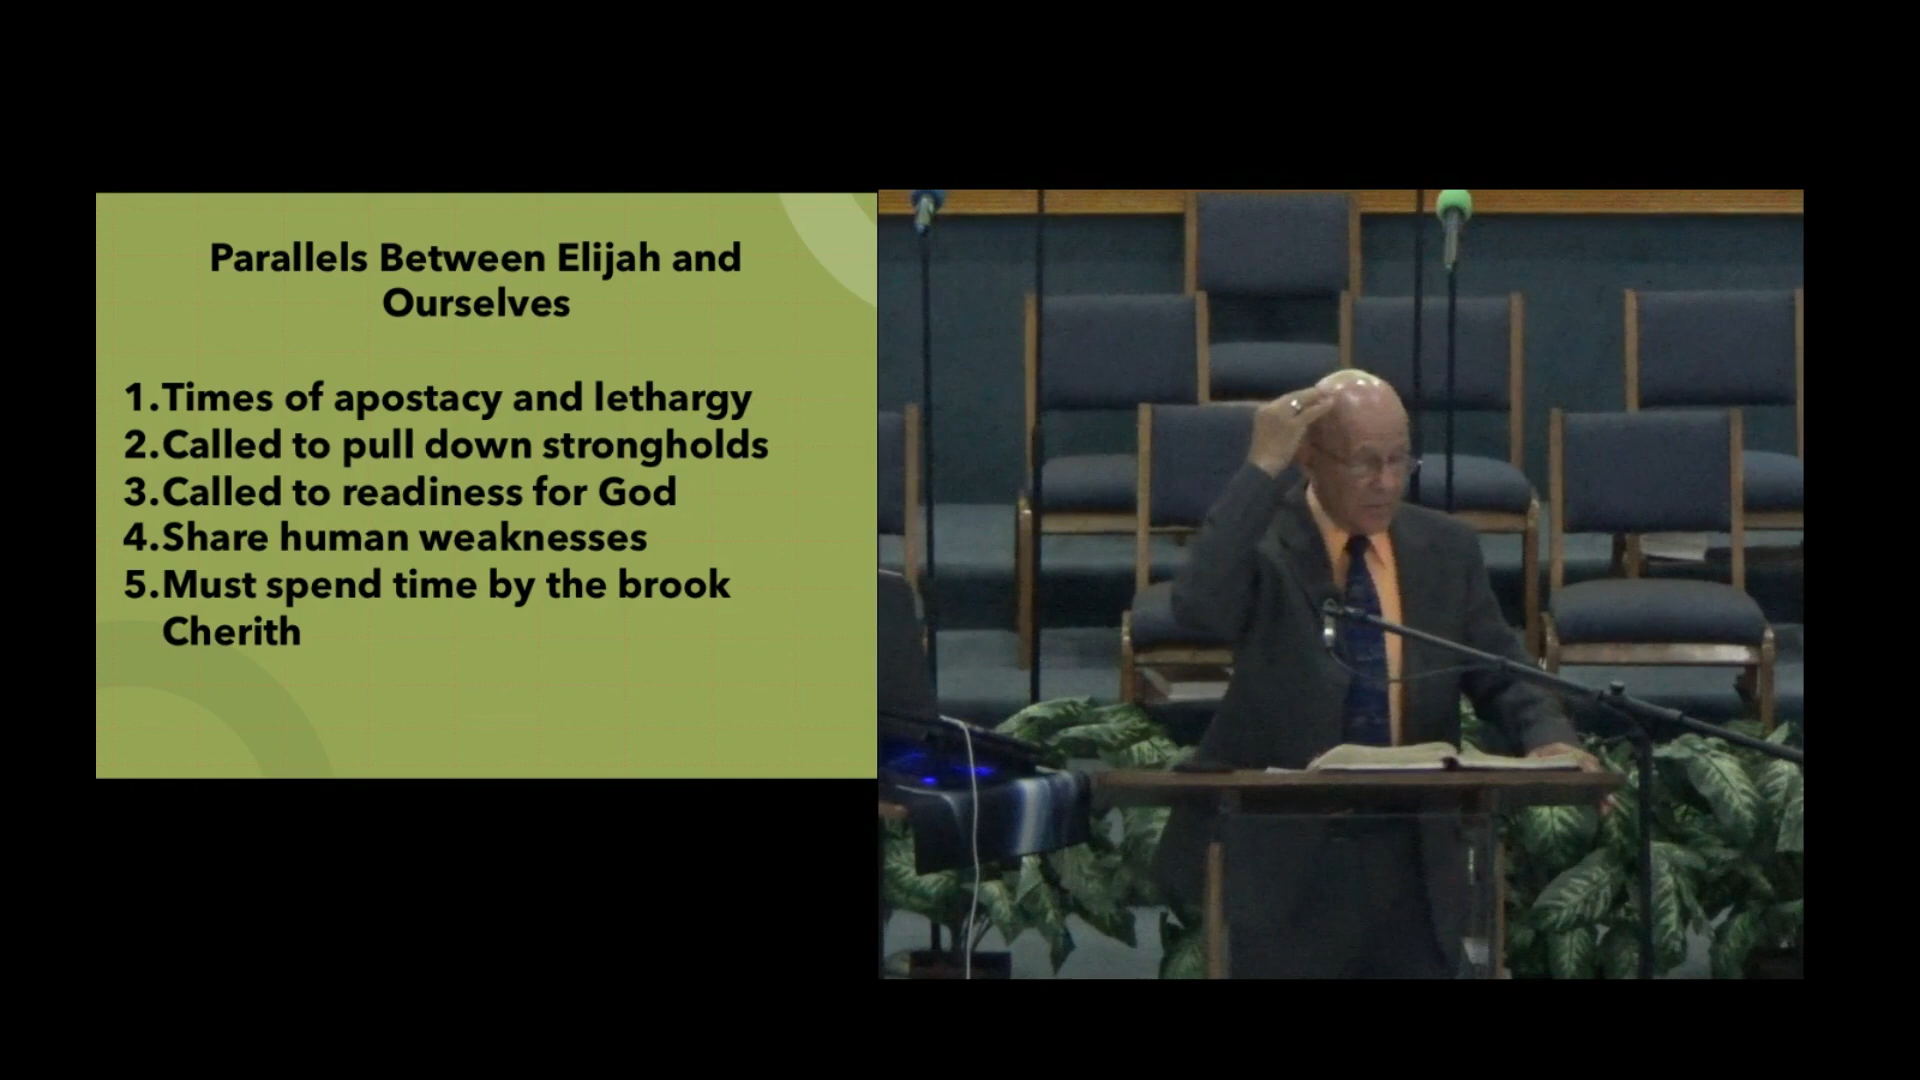 Parallels Between Elijah and
Ourselves
1.Times of apostacy and lethargy
2.Called to pull down strongholds
3.Called to readiness for God
4.Share human weaknesses
5.Must spend time by the brook
Cherith